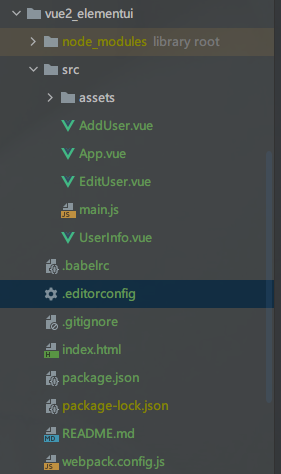 vue2_elementui
node_modules library root
src
assets
AddUser.vue
App.vue
EditUser.vue
main.js
UserInfo.vue
.babelrc
.editorconfig
.gitignore
index.html
package.json
package-lock.json
README.md
webpack.config.js